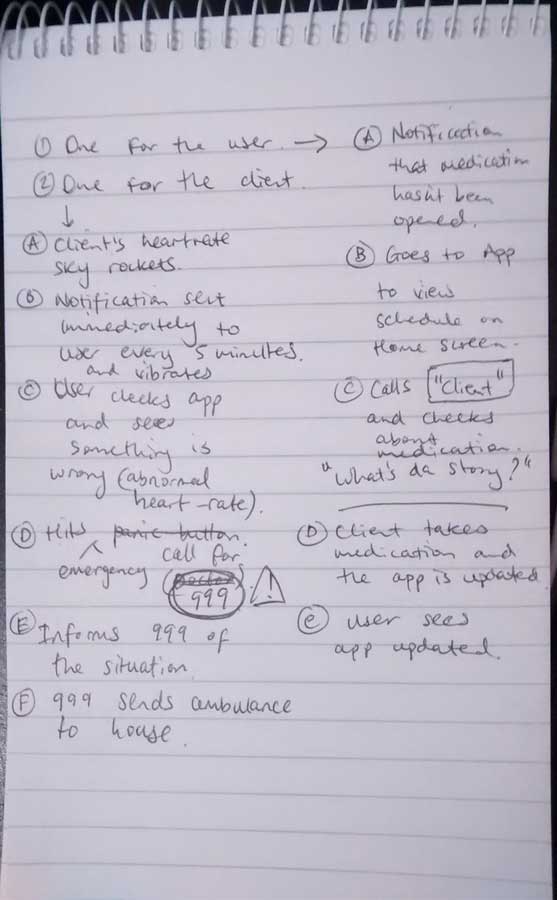 ① One for the user. →
② One for the client.
↓
Ⓐ Client's heartrate
sky rockets.
Ⓑ Notification sent
immediately to
user every 5 minutes.
and vibrates
Ⓒ User checks app
and sees
something is
wrong (abnormal
heart-rate).
Ⓓ Hits panic button.
call for
emergency
999
Ⓔ Informs 999 of
the situation.
Ⓕ 999 sends ambulance
to house.
Ⓐ Notification
that medication
hasn't been
opened.
Ⓑ Goes to App
to view
schedule on
Home screen.
Ⓒ Calls "Client"
and checks
about
medication.
"What's da story?"
Ⓓ Client takes
medication and
the app is updated
ⓔ user sees
app updated.